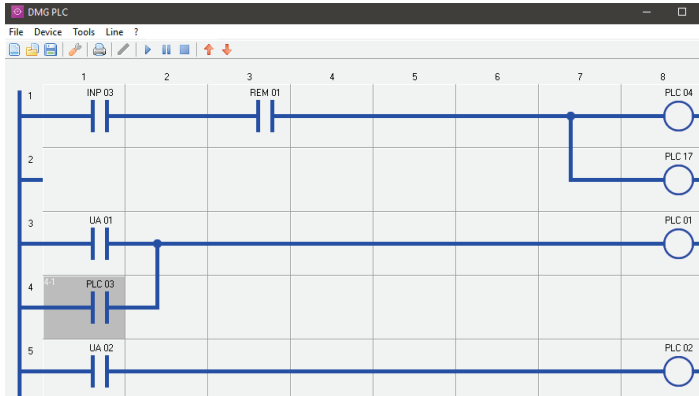 DMG PLC
File Device Tools Line ?
1 2 3 4 5 6 7 8
1 INP 03 REM 01 PLC 04
2 PLC 17
3 UA 01 PLC 01
4 4-1 PLC 03
5 UA 02 PLC 02